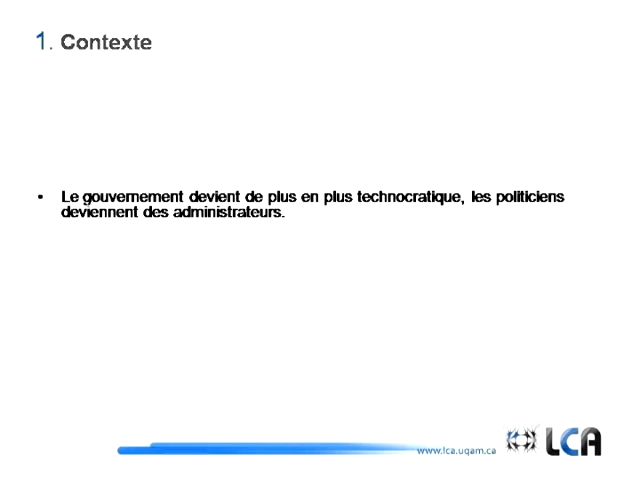 1. Contexte
• Le gouvernement devient de plus en plus technocratique, les politiciens
deviennent des administrateurs.
www.lca.uqam.ca LCA